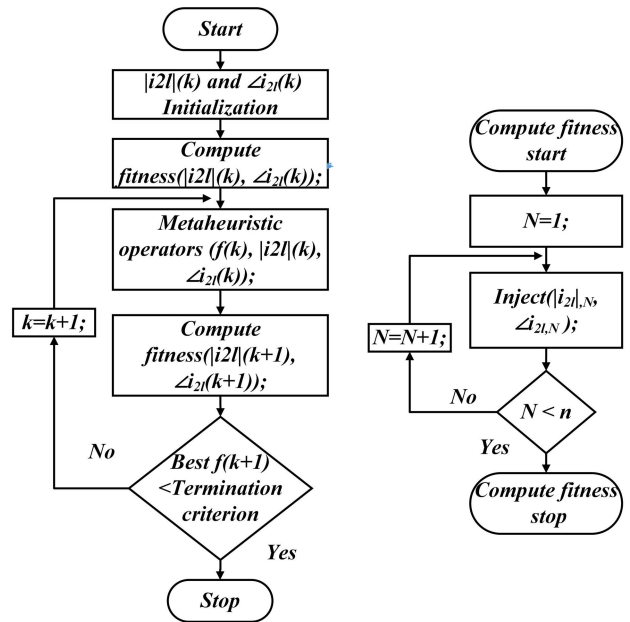 Start
|i2l|(k) and ∠i2l(k)
Initialization
Compute
fitness(|i2l|(k), ∠i2l(k));
Metaheuristic
operators (f(k), |i2l|(k),
∠i2l(k));
k=k+1;
Compute
fitness(|i2l|(k+1),
∠i2l(k+1));
No
Best f(k+1)
<Termination
criterion
Yes
Stop
Compute fitness
start
N=1;
Inject(|i2l|,N,
∠i2l,N );
N=N+1;
No
N < n
Yes
Compute fitness
stop